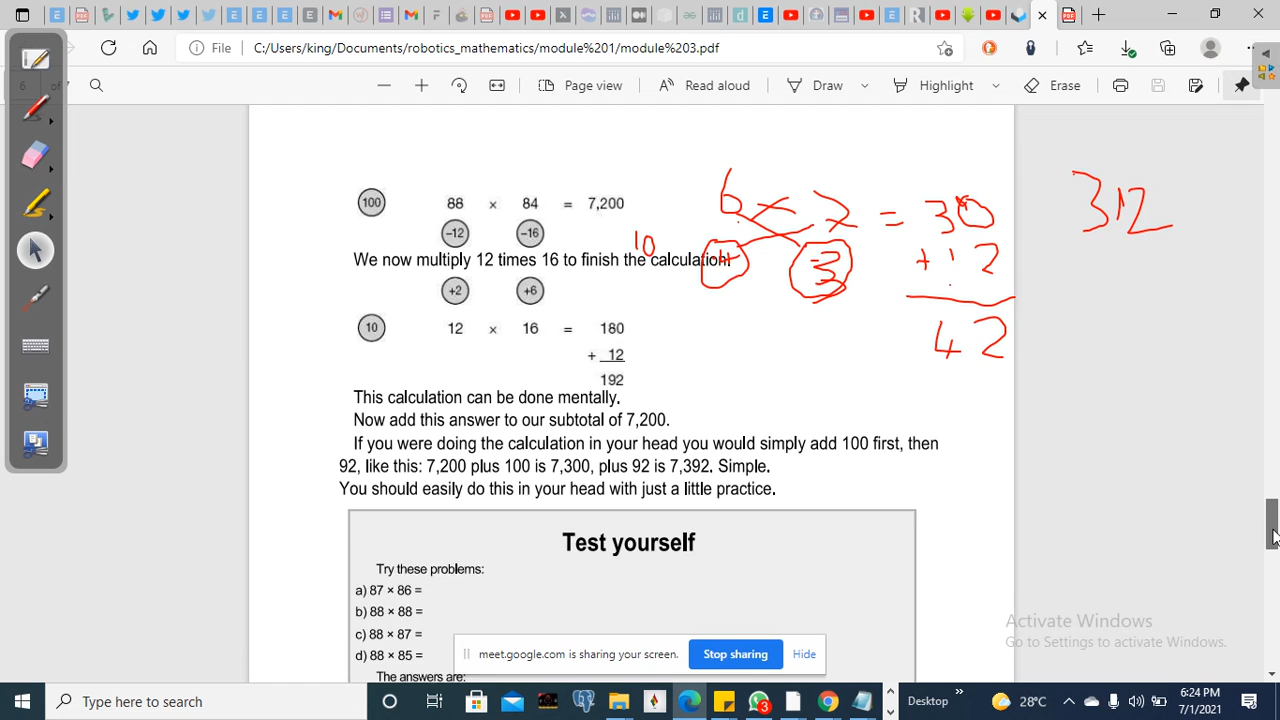 File C:/Users/king/Documents/robotics_mathematics/module%201/module%203.pdf
6 of 7 Page view Read aloud Draw Highlight Erase
100 88 × 84 = 7,200
-12 -16
We now multiply 12 times 16 to finish the calculation.
+2 +6
10 12 × 16 = 180
+ 12
192
This calculation can be done mentally.
Now add this answer to our subtotal of 7,200.
If you were doing the calculation in your head you would simply add 100 first, then
92, like this: 7,200 plus 100 is 7,300, plus 92 is 7,392. Simple.
You should easily do this in your head with just a little practice.
6 × 7 = 30
10 4 3 + 12
42
312
Test yourself
Try these problems:
a) 87 × 86 =
b) 88 × 88 =
c) 88 × 87 =
d) 88 × 85 =
The answers are:
meet.google.com is sharing your screen. Stop sharing Hide
Activate Windows
Go to Settings to activate Windows.
Type here to search
3
Desktop
28°C
6:24 PM
7/1/2021